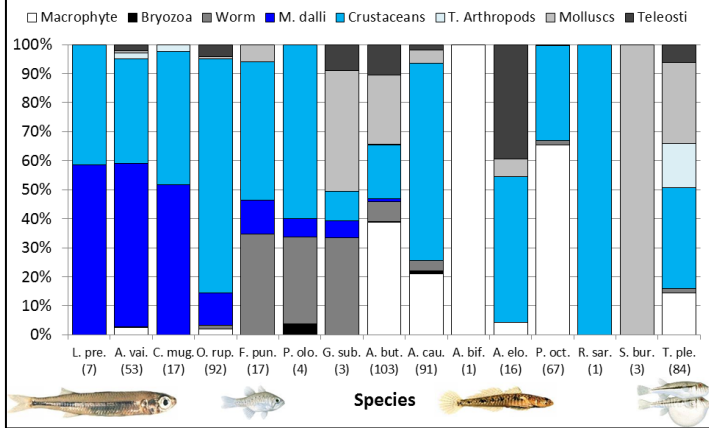 Macrophyte Bryozoa Worm M. dalli Crustaceans T. Arthropods Molluscs Teleosti
100%
90%
80%
70%
60%
50%
40%
30%
20%
10%
0%
L. pre. A. vai. C. mug. O. rup. F. pun. P. olo. G. sub. A. but. A. cau. A. bif. A. elo. P. oct. R. sar. S. bur. T. ple.
(7) (53) (17) (92) (17) (4) (3) (103) (91) (1) (16) (67) (1) (3) (84)
Species